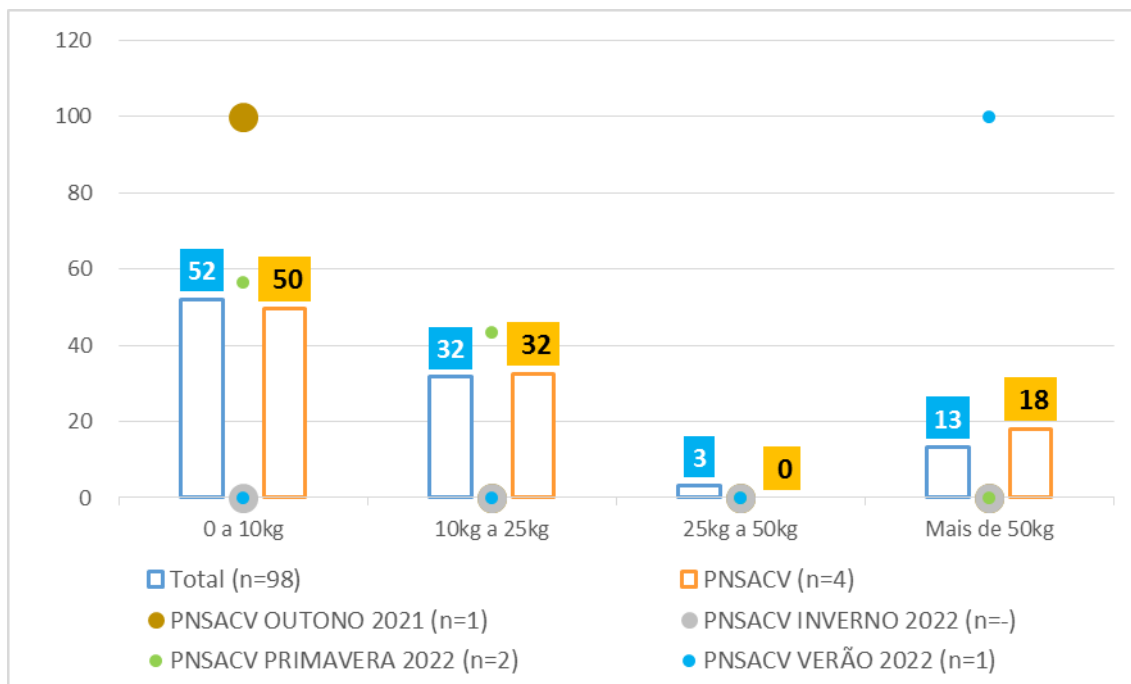 120
100
80
60
40
20
0
52
50
32
32
3
0
13
18
0 a 10kg
10kg a 25kg
25kg a 50kg
Mais de 50kg
Total (n=98)
PNSACV (n=4)
PNSACV OUTONO 2021 (n=1)
PNSACV INVERNO 2022 (n=-)
PNSACV PRIMAVERA 2022 (n=2)
PNSACV VERÃO 2022 (n=1)